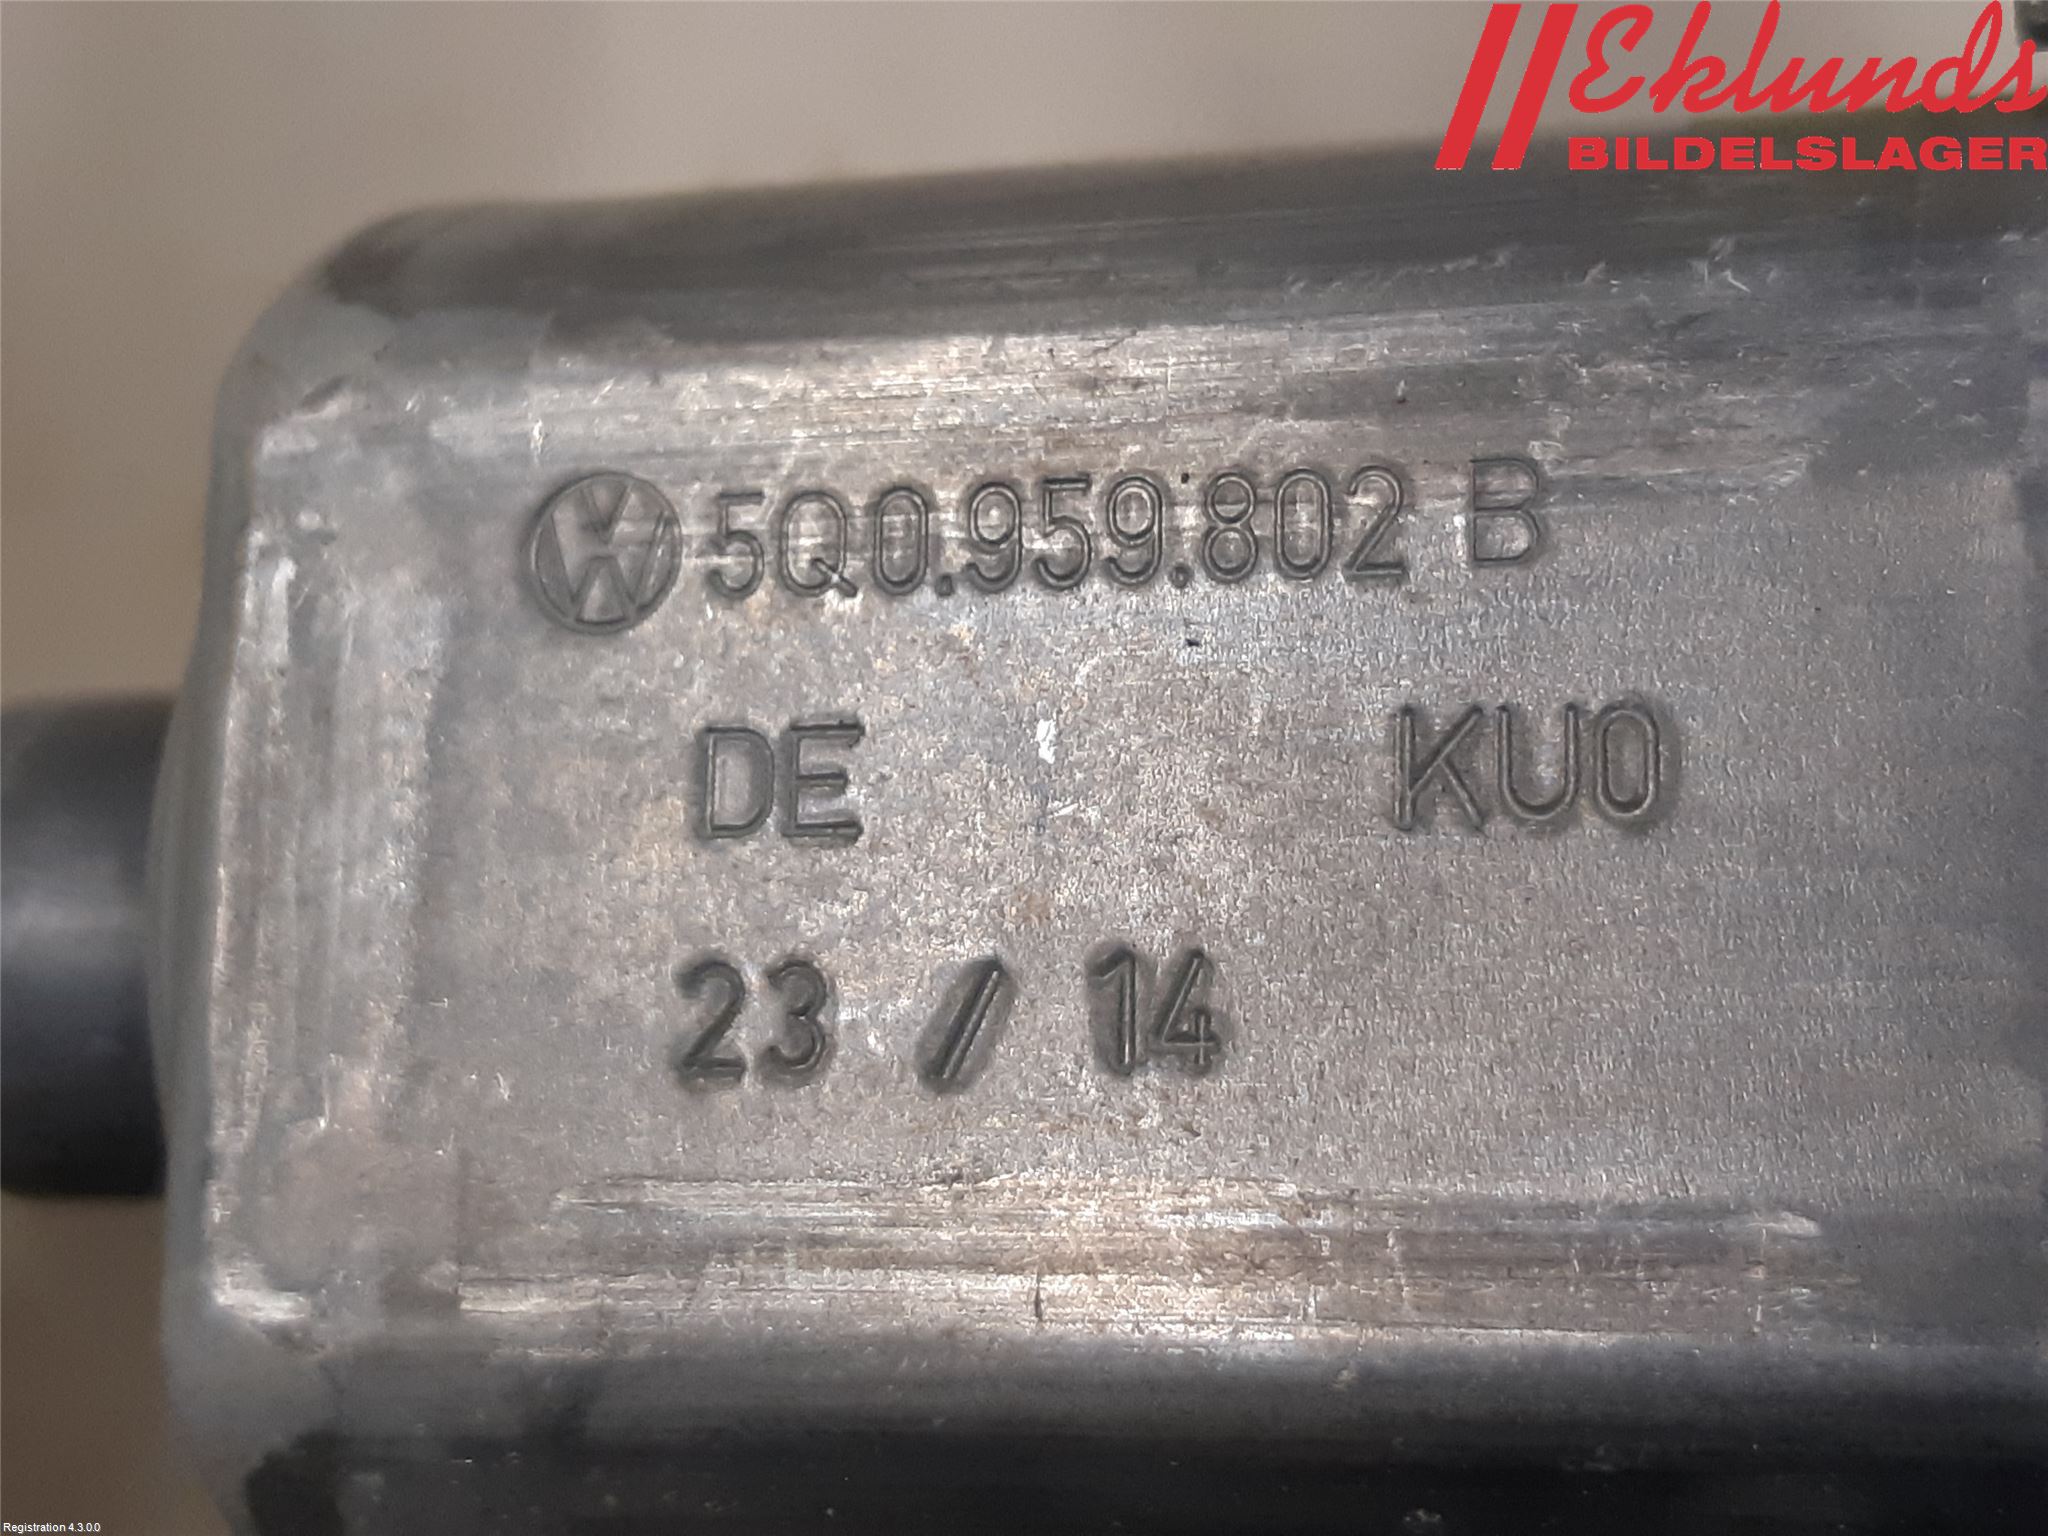 Eklunds
BILDELSLAGER
5Q0.959.802 B
DE KU0
23 / 14
Registration 4.3.0.0